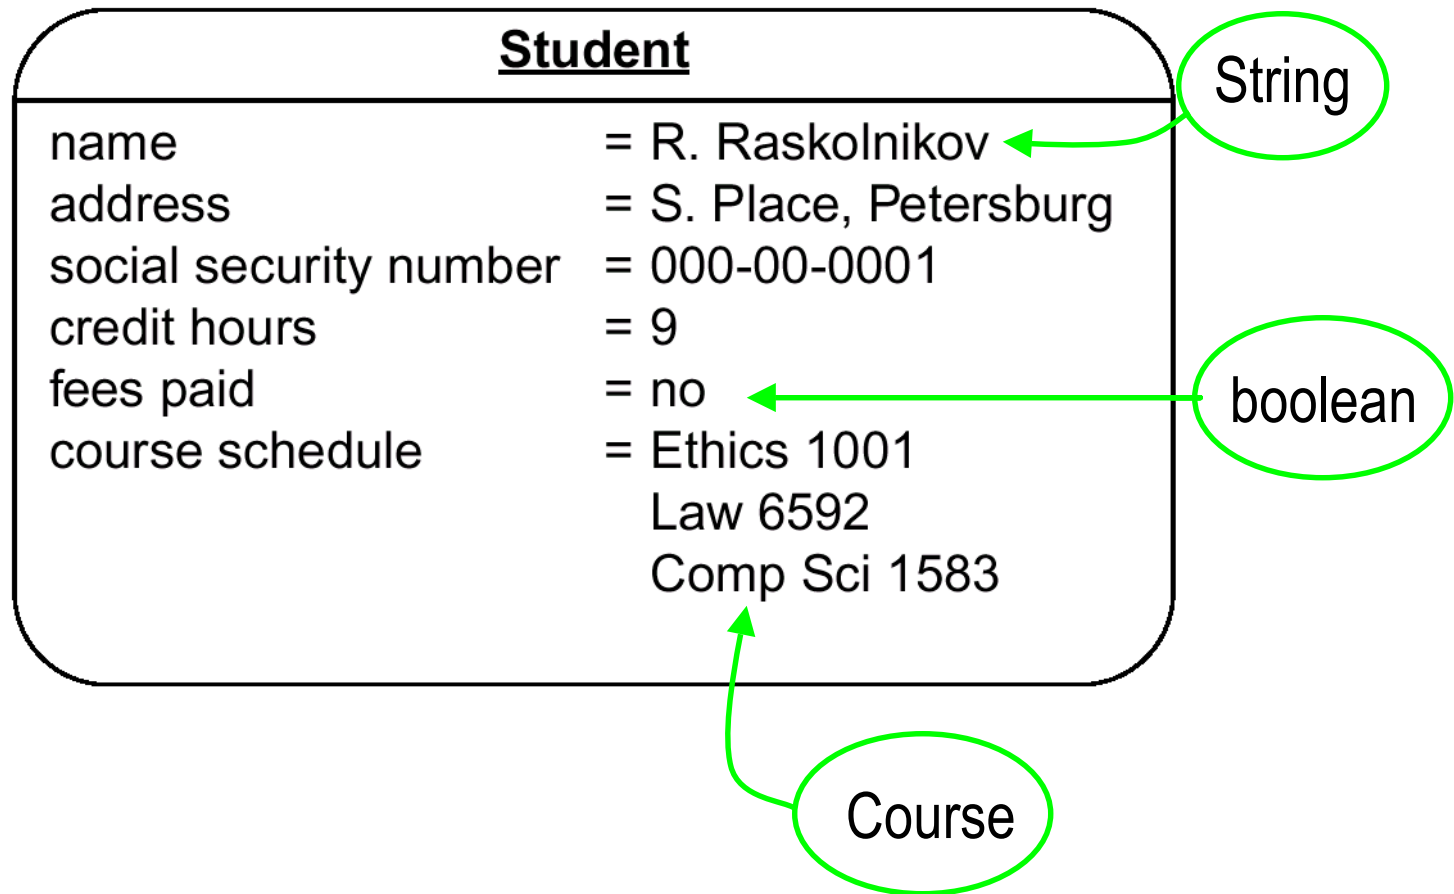 Student
String
name = R. Raskolnikov
address = S. Place, Petersburg
social security number = 000-00-0001
credit hours = 9
fees paid = no
boolean
course schedule = Ethics 1001
Law 6592
Comp Sci 1583
Course